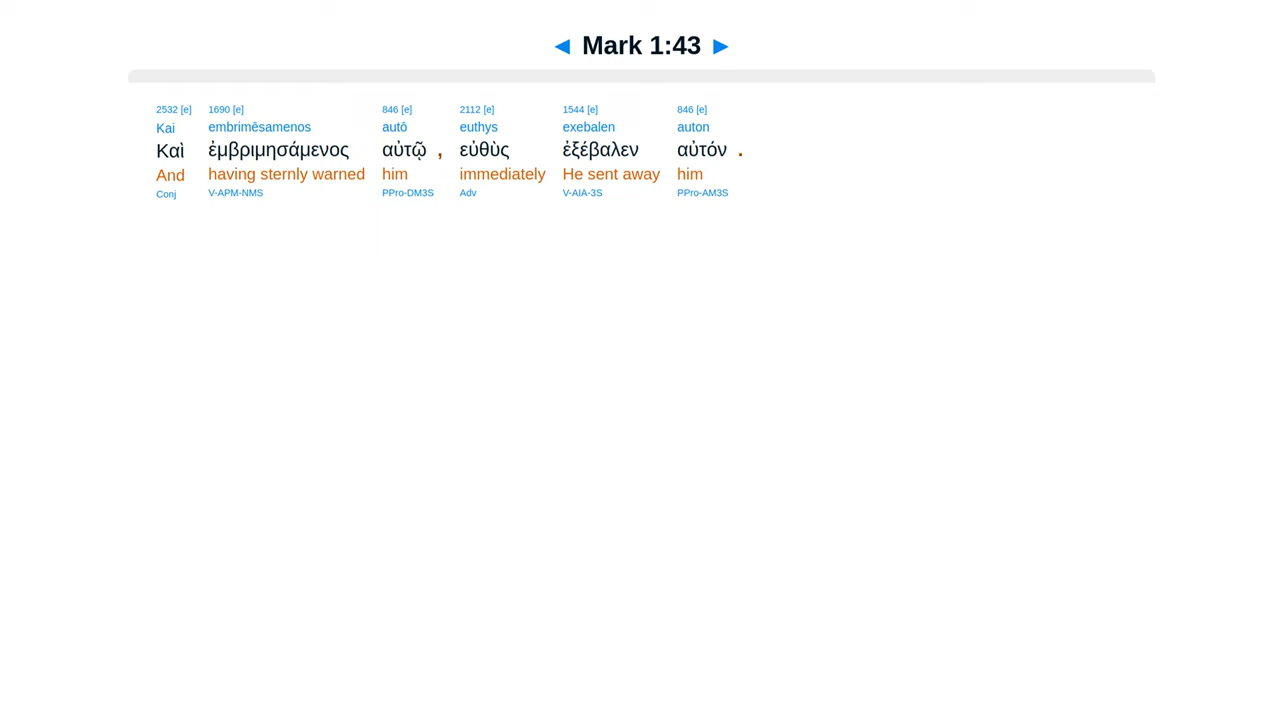 ◄ Mark 1:43 ►
2532 [e] 1690 [e] 846 [e] 2112 [e] 1544 [e] 846 [e]
Kai embrimēsamenos autō euthys exebalen auton
Καὶ ἐμβριμησάμενος αὐτῷ , εὐθὺς ἐξέβαλεν αὐτόν .
And having sternly warned him immediately He sent away him
Conj V-APM-NMS PPro-DM3S Adv V-AIA-3S PPro-AM3S